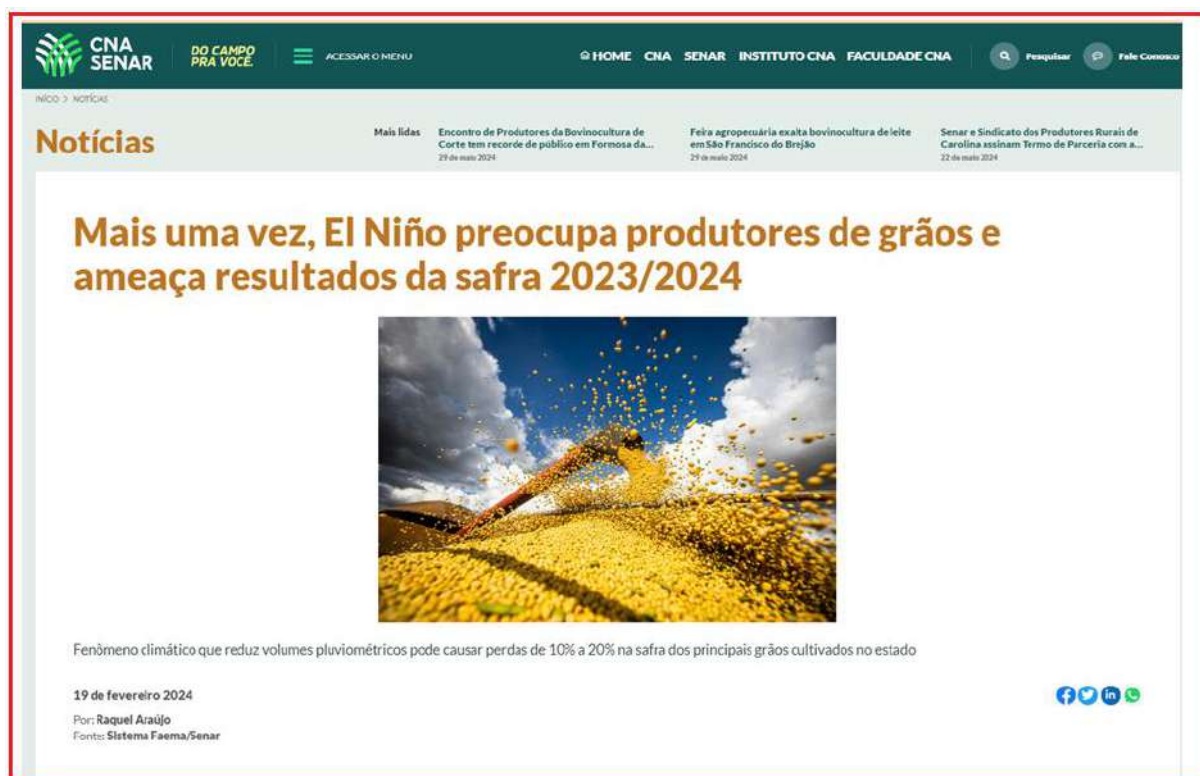 CNA
SENAR
DO CAMPO
PRA VOCÊ.
ACESSAR O MENU
HOME CNA SENAR INSTITUTO CNA FACULDADE CNA
Pesquisar
Fale Conosco
INÍCIO > NOTÍCIAS
Notícias
Mais lidas
Encontro de Produtores da Bovinocultura de
Corte tem recorde de público em Formosa da...
29 de maio 2024
Feira agropecuária exalta bovinocultura de leite
em São Francisco do Brejão
29 de maio 2024
Senar e Sindicato dos Produtores Rurais de
Carolina assinam Termo de Parceria com a...
22 de maio 2024
Mais uma vez, El Niño preocupa produtores de grãos e
ameaça resultados da safra 2023/2024
Fenômeno climático que reduz volumes pluviométricos pode causar perdas de 10% a 20% na safra dos principais grãos cultivados no estado
19 de fevereiro 2024
Por: Raquel Araújo
Fonte: Sistema Faema/Senar